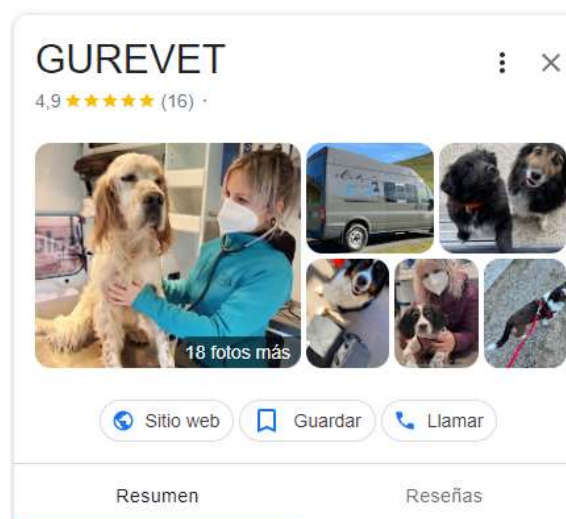 GUREVET
4,9 ★★★★★ (16) ·
18 fotos más
Sitio web
Guardar
Llamar
Resumen
Reseñas